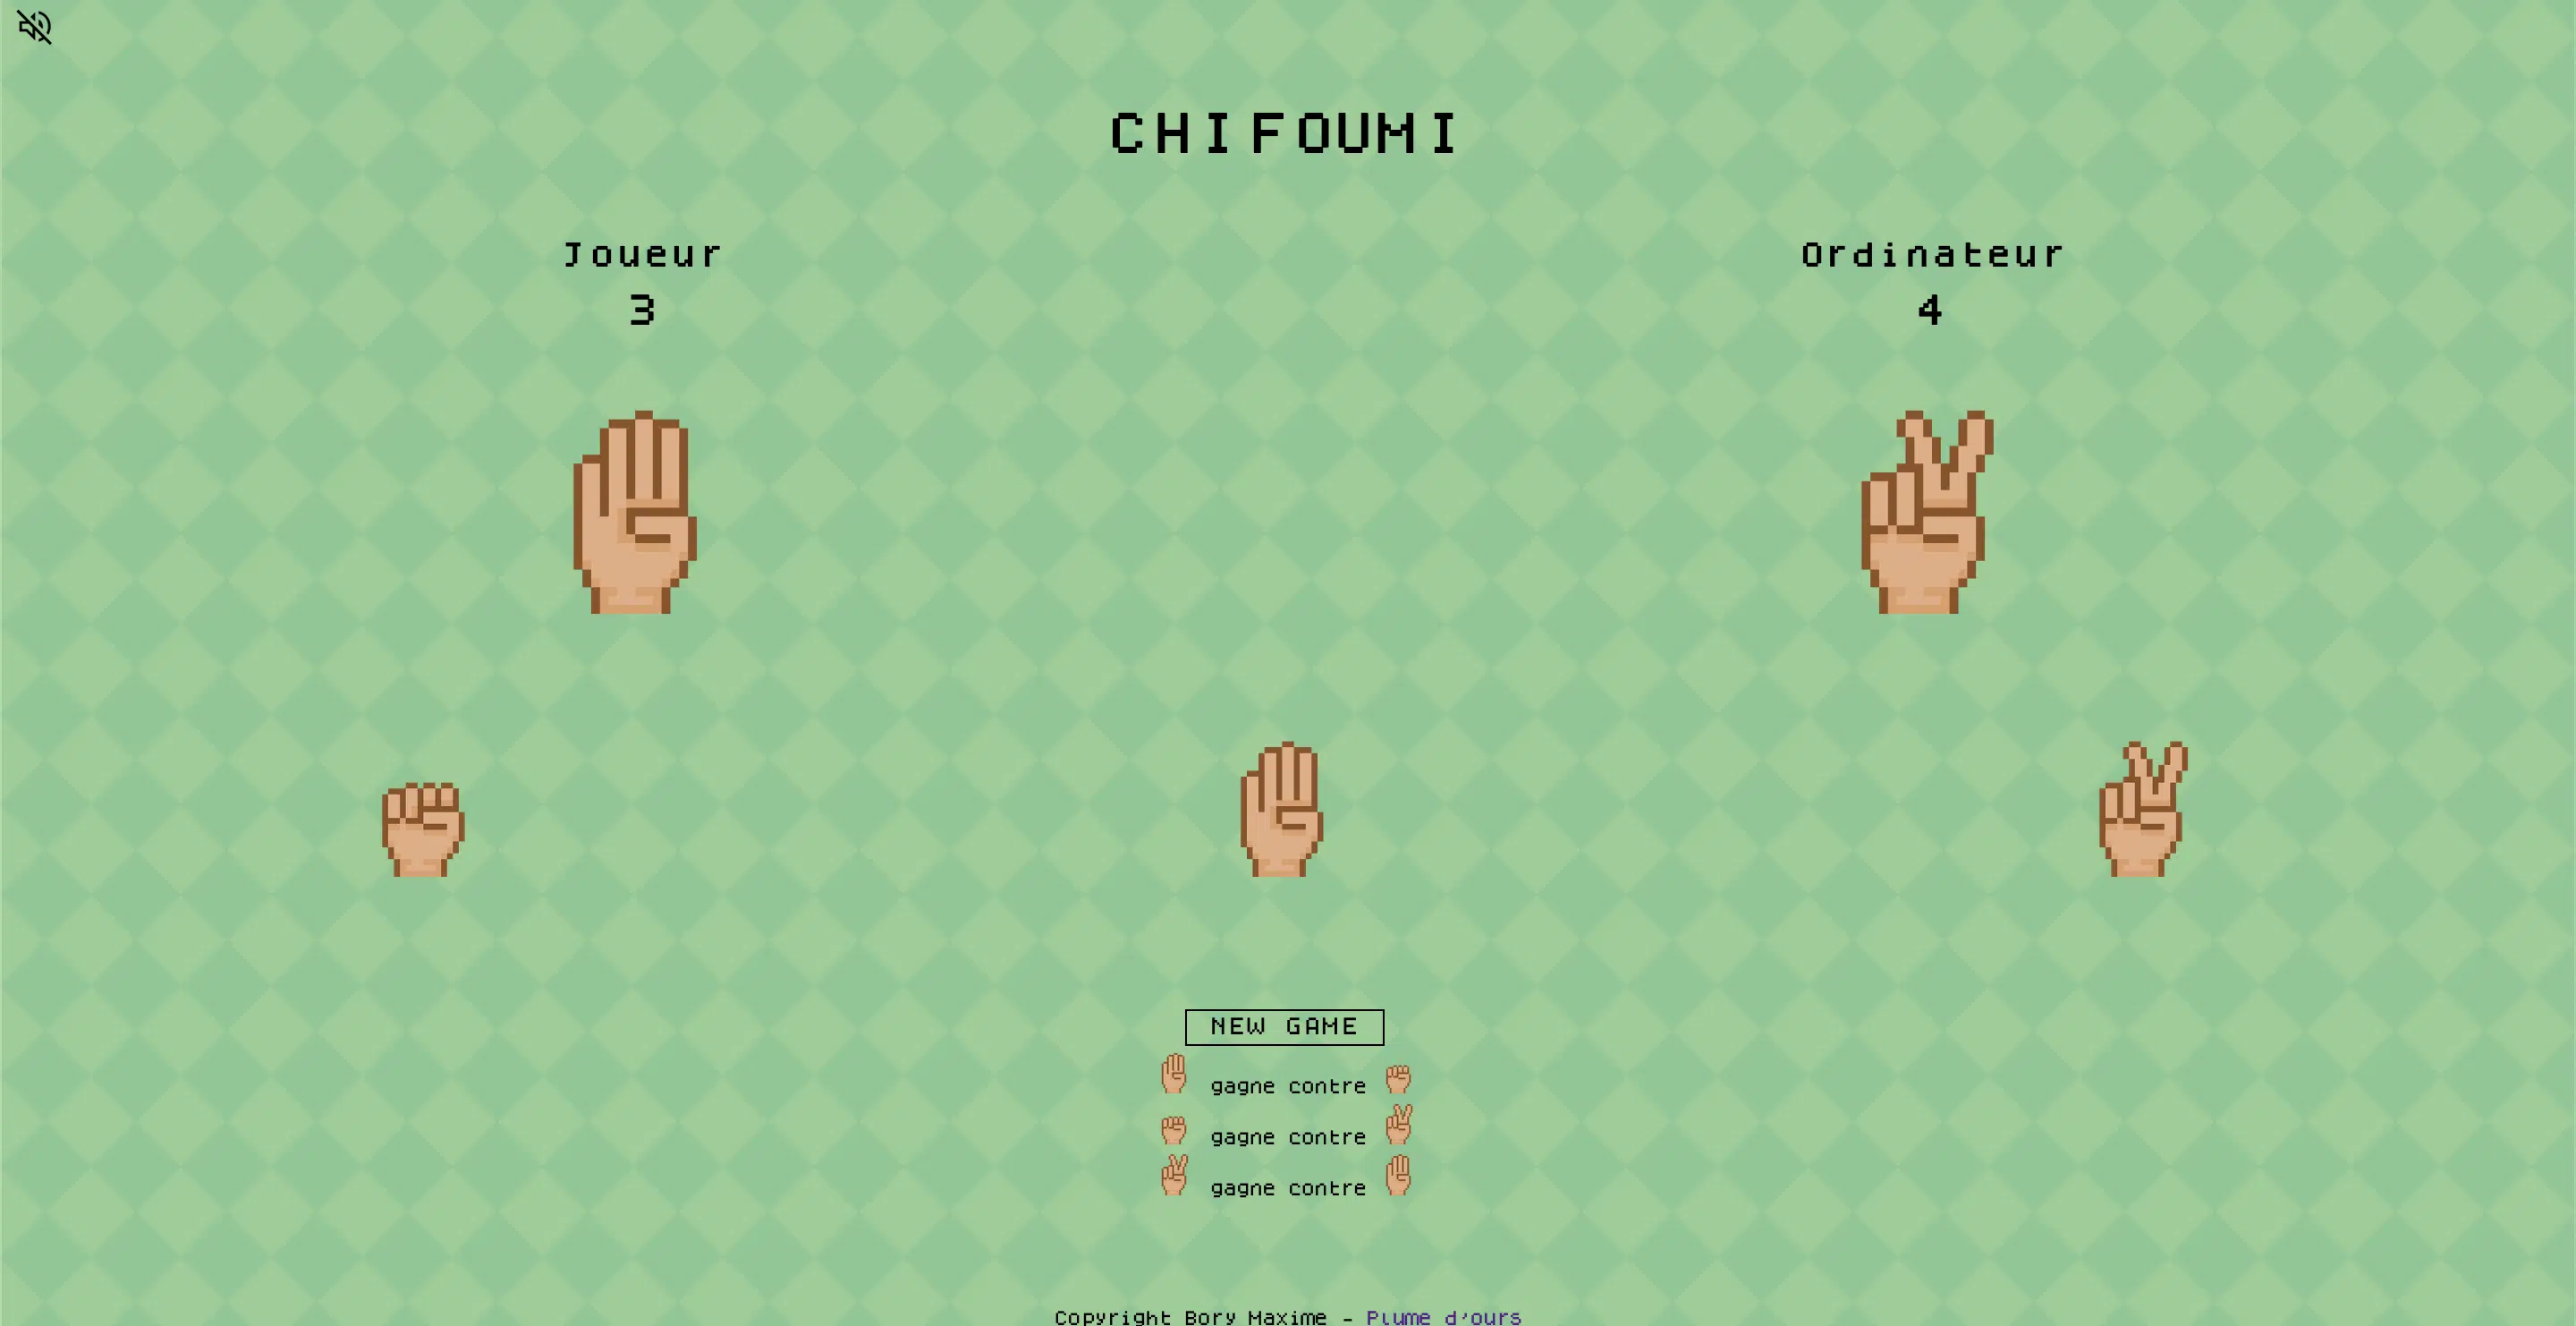 CHIFOUMI
Joueur
Ordinateur
3
4
NEW GAME
gagne contre
gagne contre
gagne contre
Copyright Bory Maxime - Plume d'ours